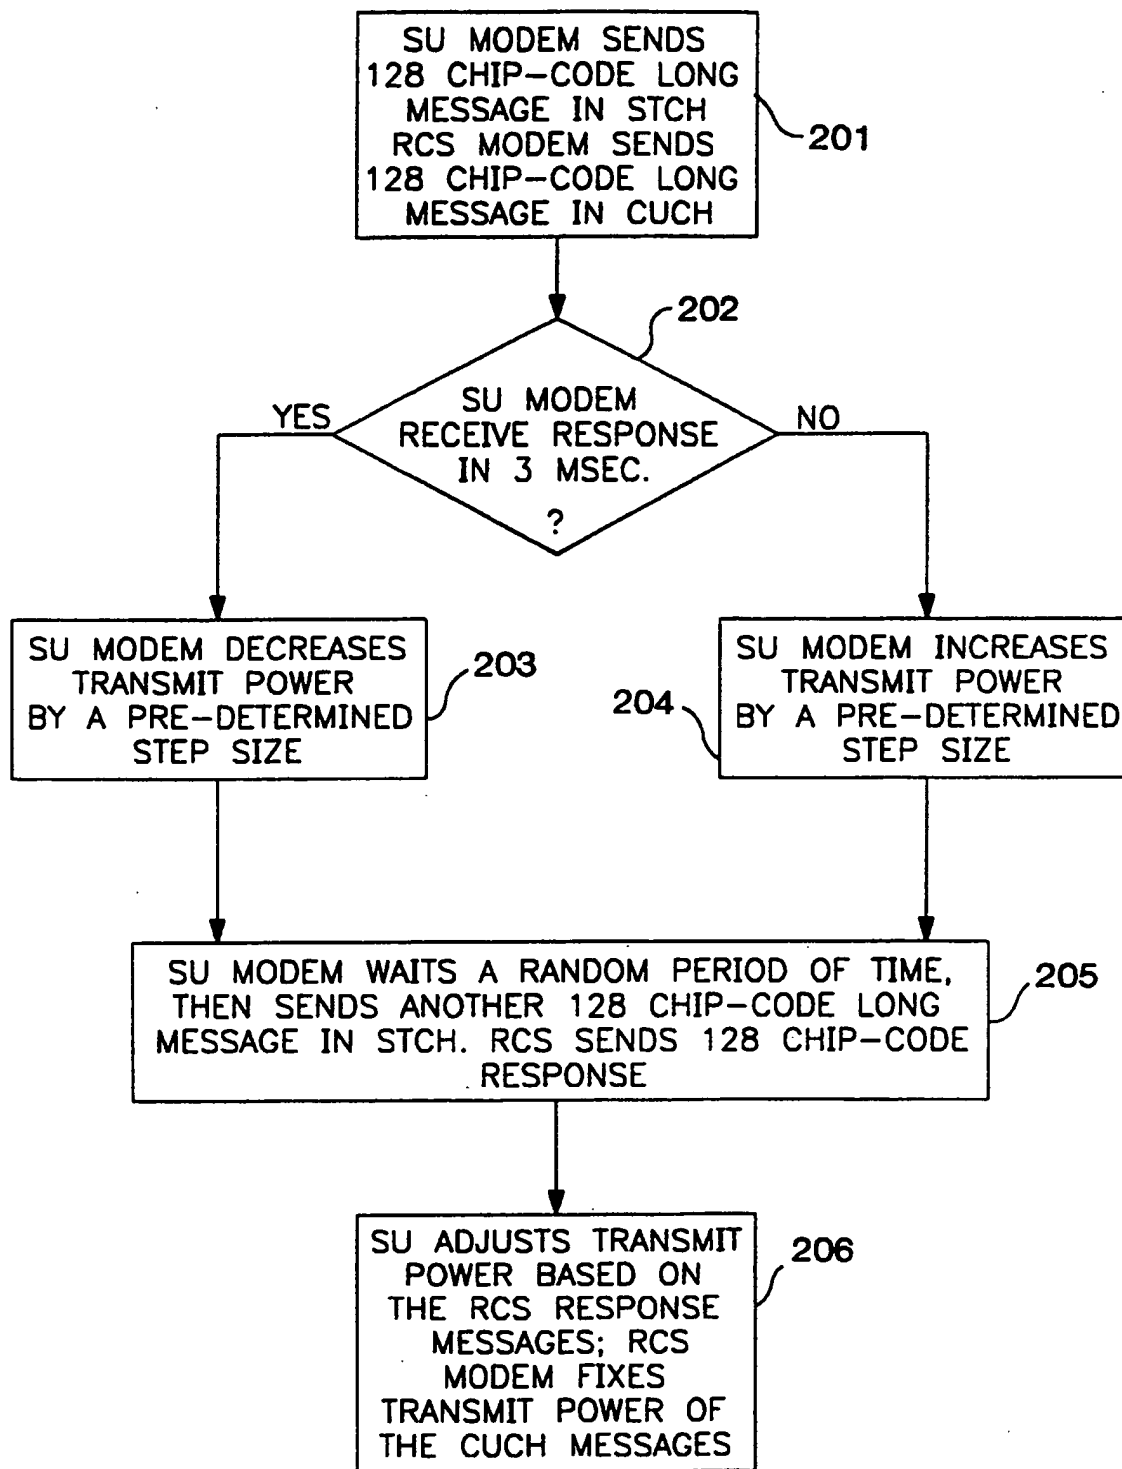 SU MODEM SENDS
128 CHIP-CODE LONG
MESSAGE IN STCH
RCS MODEM SENDS
128 CHIP-CODE LONG
MESSAGE IN CUCH
201
202
SU MODEM
RECEIVE RESPONSE
IN 3 MSEC.
?
YES
NO
SU MODEM DECREASES
TRANSMIT POWER
BY A PRE-DETERMINED
STEP SIZE
203
SU MODEM INCREASES
TRANSMIT POWER
BY A PRE-DETERMINED
STEP SIZE
204
SU MODEM WAITS A RANDOM PERIOD OF TIME,
THEN SENDS ANOTHER 128 CHIP-CODE LONG
MESSAGE IN STCH. RCS SENDS 128 CHIP-CODE
RESPONSE
205
SU ADJUSTS TRANSMIT
POWER BASED ON
THE RCS RESPONSE
MESSAGES; RCS
MODEM FIXES
TRANSMIT POWER OF
THE CUCH MESSAGES
206